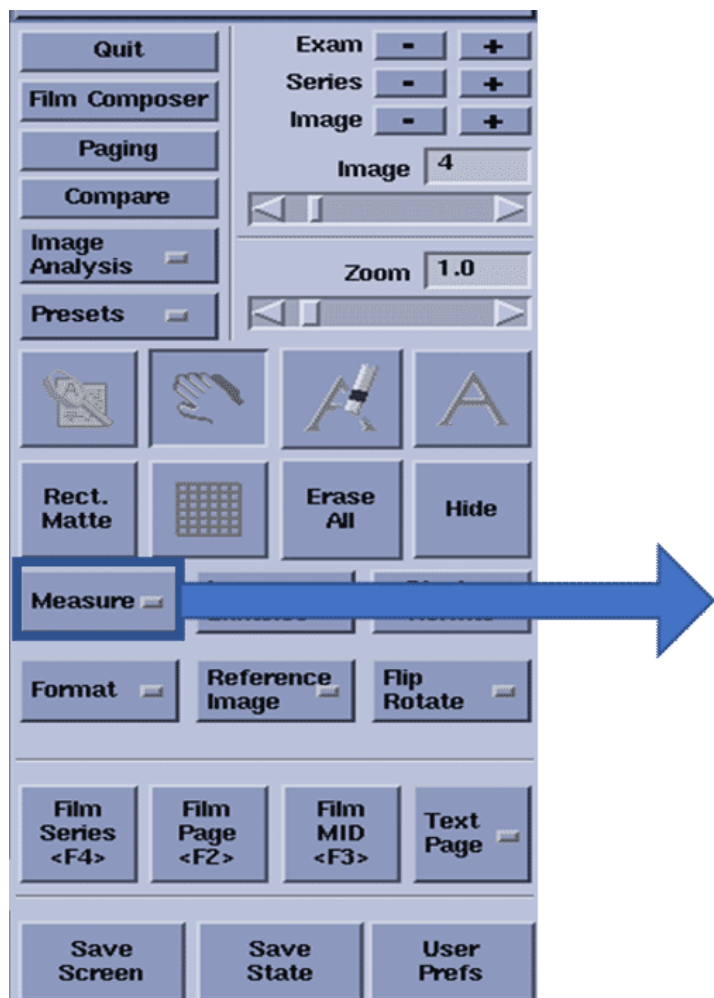 Quit
Film Composer
Paging
Compare
Image
Analysis
Presets
Exam - +
Series - +
Image - +
Image 4
Zoom 1.0
Rect.
Matte
Erase
All
Hide
Measure
Format
Reference
Image
Flip
Rotate
Film
Series
<F4>
Film
Page
<F2>
Film
MID
<F3>
Text
Page
Save
Screen
Save
State
User
Prefs